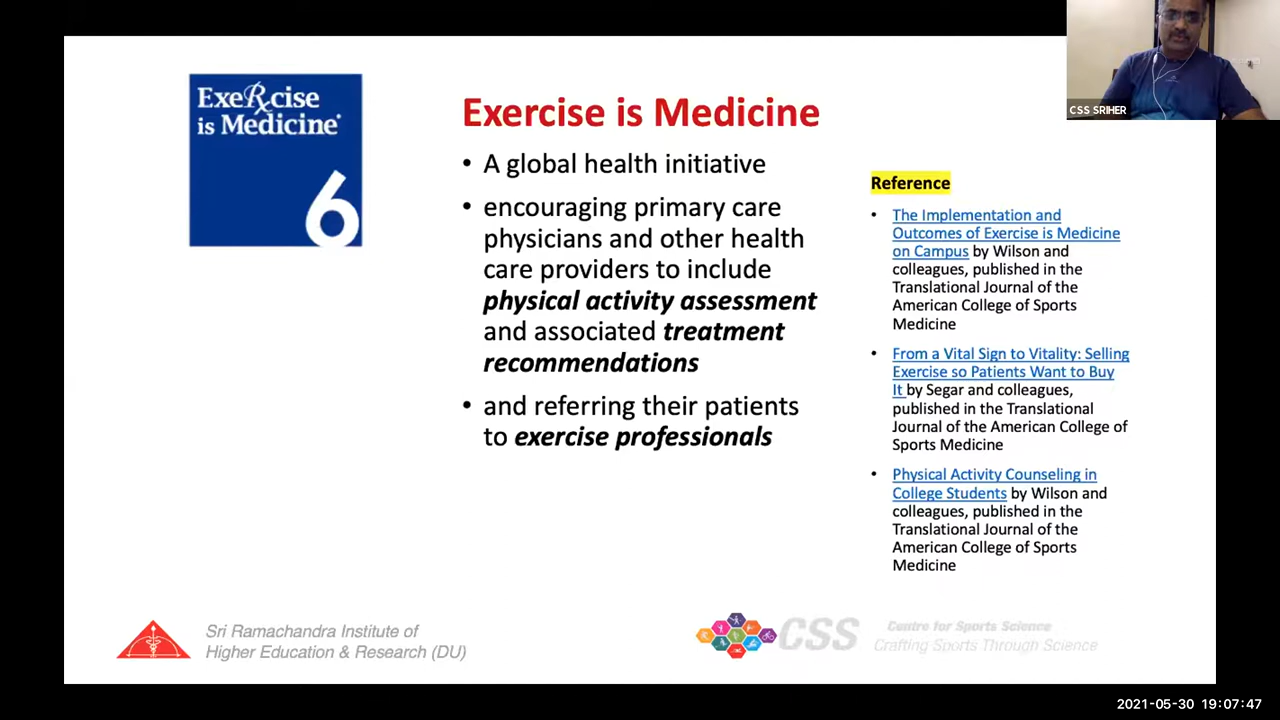 ExeRcise
is Medicine®
6
Exercise is Medicine
• A global health initiative
• encouraging primary care
physicians and other health
care providers to include
physical activity assessment
and associated treatment
recommendations
• and referring their patients
to exercise professionals
CSS SRIHER
Reference
• The Implementation and
Outcomes of Exercise is Medicine
on Campus by Wilson and
colleagues, published in the
Translational Journal of the
American College of Sports
Medicine
• From a Vital Sign to Vitality: Selling
Exercise so Patients Want to Buy
It by Segar and colleagues,
published in the Translational
Journal of the American College of
Sports Medicine
• Physical Activity Counseling in
College Students by Wilson and
colleagues, published in the
Translational Journal of the
American College of Sports
Medicine
Sri Ramachandra Institute of
Higher Education & Research (DU)
CSS
Centre for Sports Science
Crafting Sports Through Science
2021-05-30 19:07:47